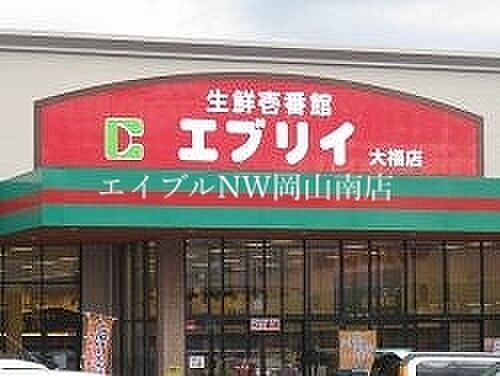 生鮮壱番館
エブリイ 大福店
エイブルNW岡山南店